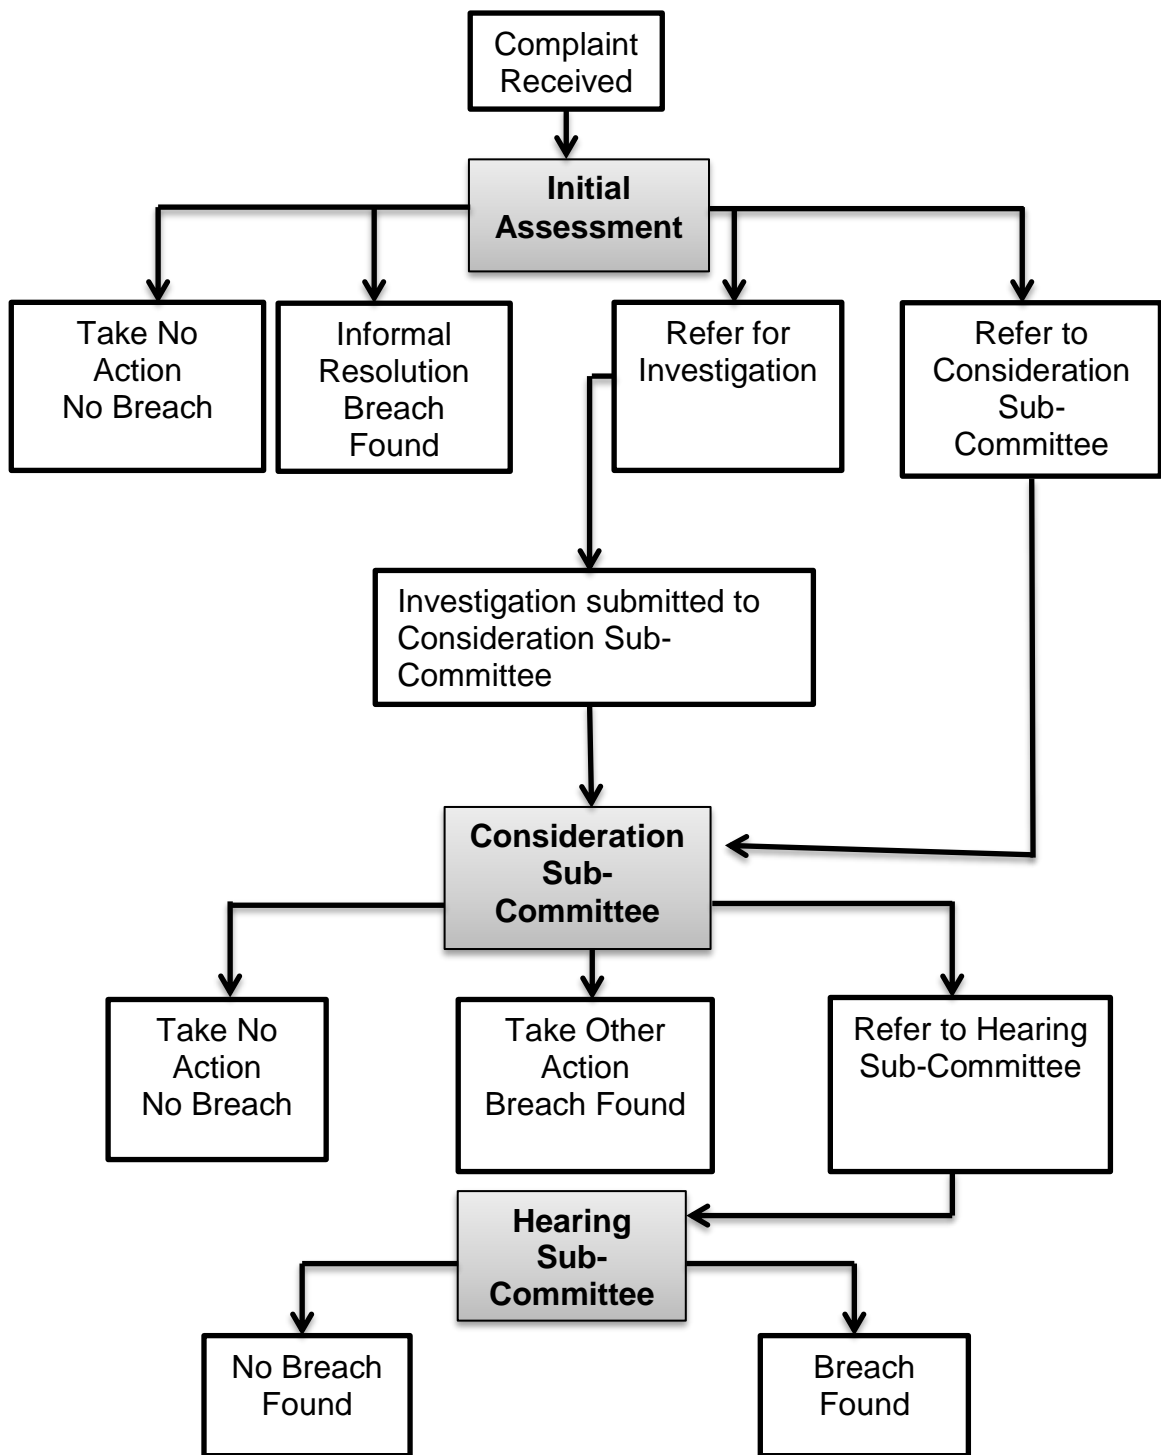 Complaint
Received
Initial
Assessment
Take No
Action
No Breach
Informal
Resolution
Breach
Found
Refer for
Investigation
Refer to
Consideration
Sub-
Committee
Investigation submitted to
Consideration Sub-
Committee
Consideration
Sub-
Committee
Take No
Action
No Breach
Take Other
Action
Breach Found
Refer to Hearing
Sub-Committee
Hearing
Sub-
Committee
No Breach
Found
Breach
Found